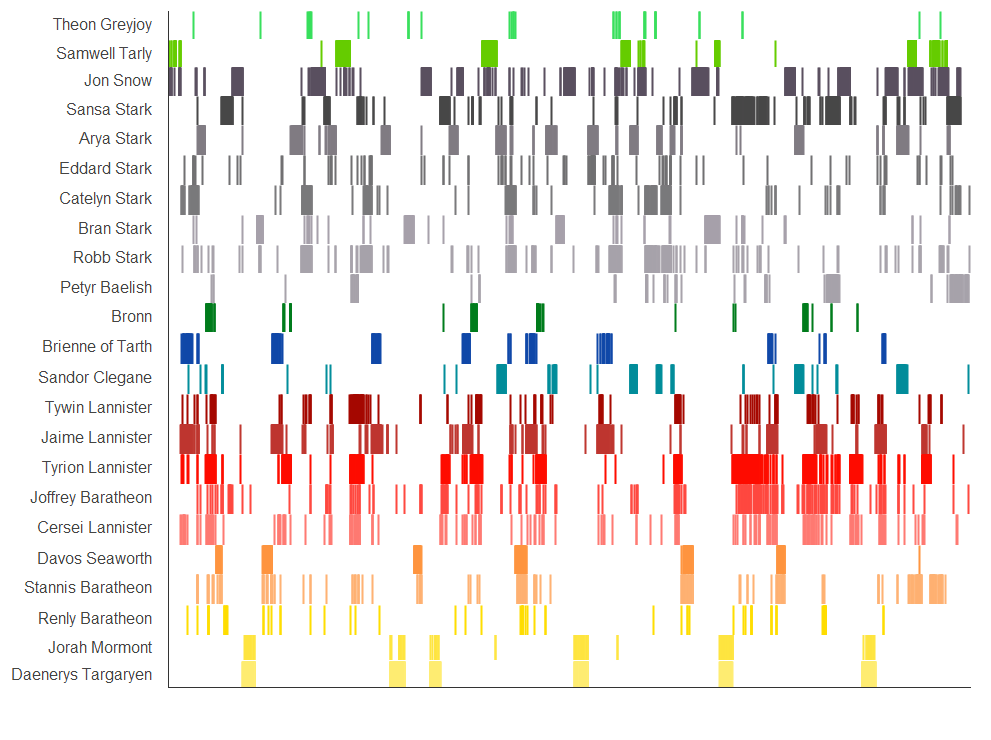 Theon Greyjoy
Samwell Tarly
Jon Snow
Sansa Stark
Arya Stark
Eddard Stark
Catelyn Stark
Bran Stark
Robb Stark
Petyr Baelish
Bronn
Brienne of Tarth
Sandor Clegane
Tywin Lannister
Jaime Lannister
Tyrion Lannister
Joffrey Baratheon
Cersei Lannister
Davos Seaworth
Stannis Baratheon
Renly Baratheon
Jorah Mormont
Daenerys Targaryen